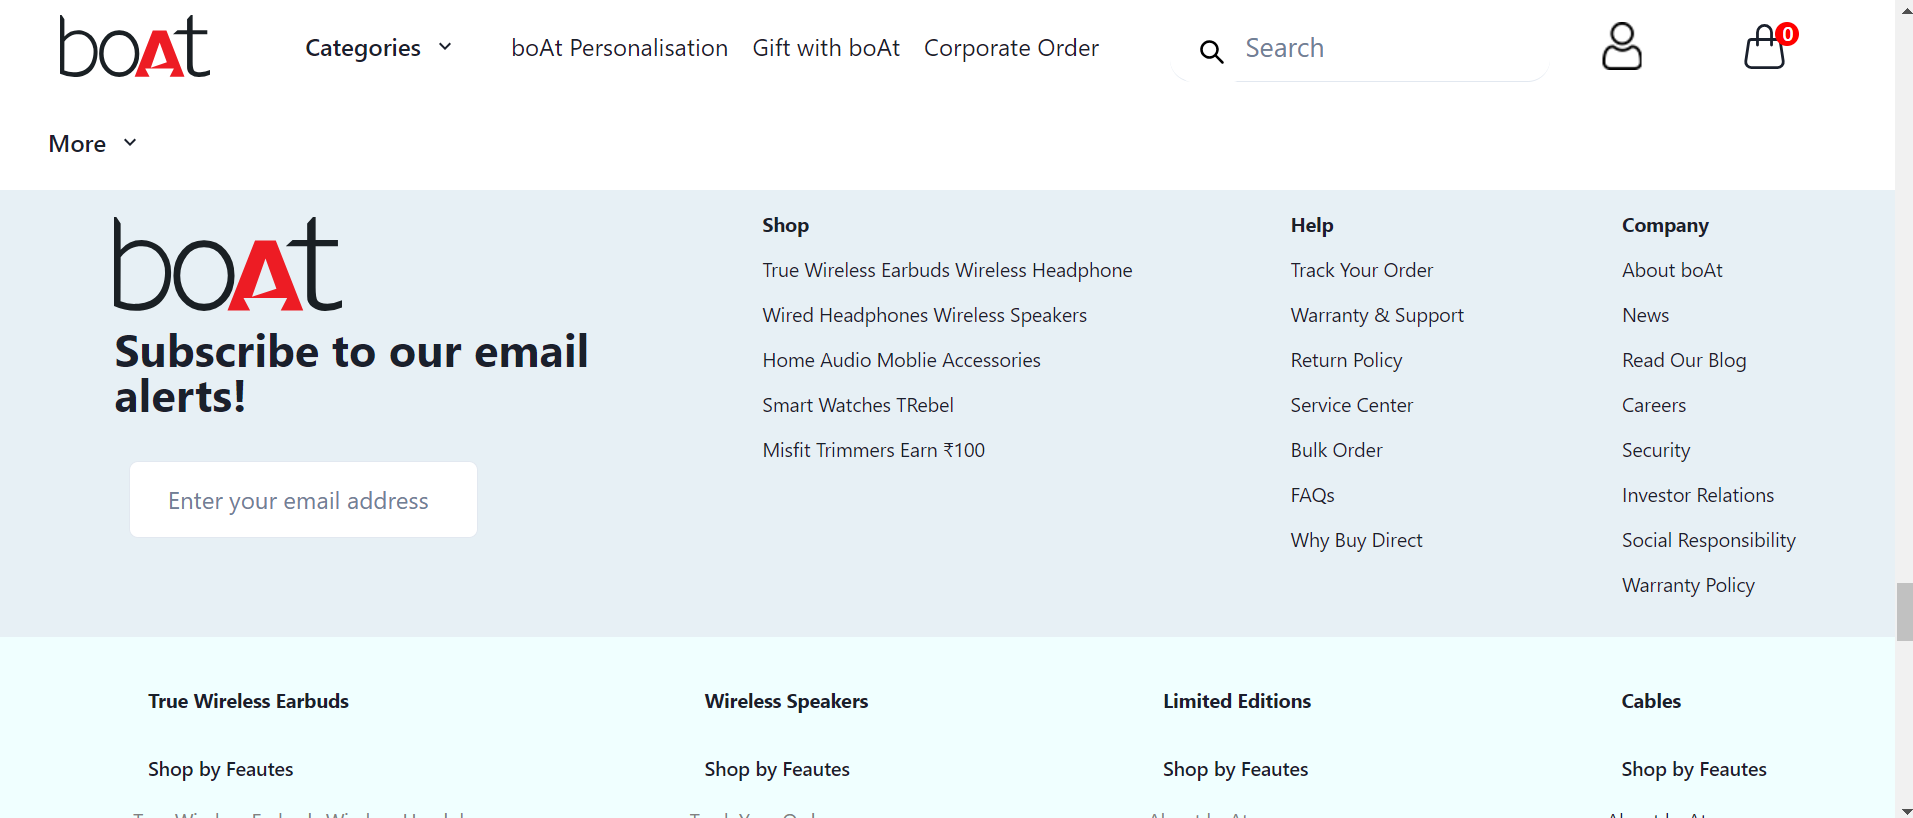 boAt
Categories
boAt Personalisation
Gift with boAt
Corporate Order
Search
0
More
boAt
Subscribe to our email
alerts!
Enter your email address
Shop
True Wireless Earbuds Wireless Headphone
Wired Headphones Wireless Speakers
Home Audio Moblie Accessories
Smart Watches TRebel
Misfit Trimmers Earn ₹100
Help
Track Your Order
Warranty & Support
Return Policy
Service Center
Bulk Order
FAQs
Why Buy Direct
Company
About boAt
News
Read Our Blog
Careers
Security
Investor Relations
Social Responsibility
Warranty Policy
True Wireless Earbuds
Shop by Feautes
Wireless Speakers
Shop by Feautes
Limited Editions
Shop by Feautes
Cables
Shop by Feautes